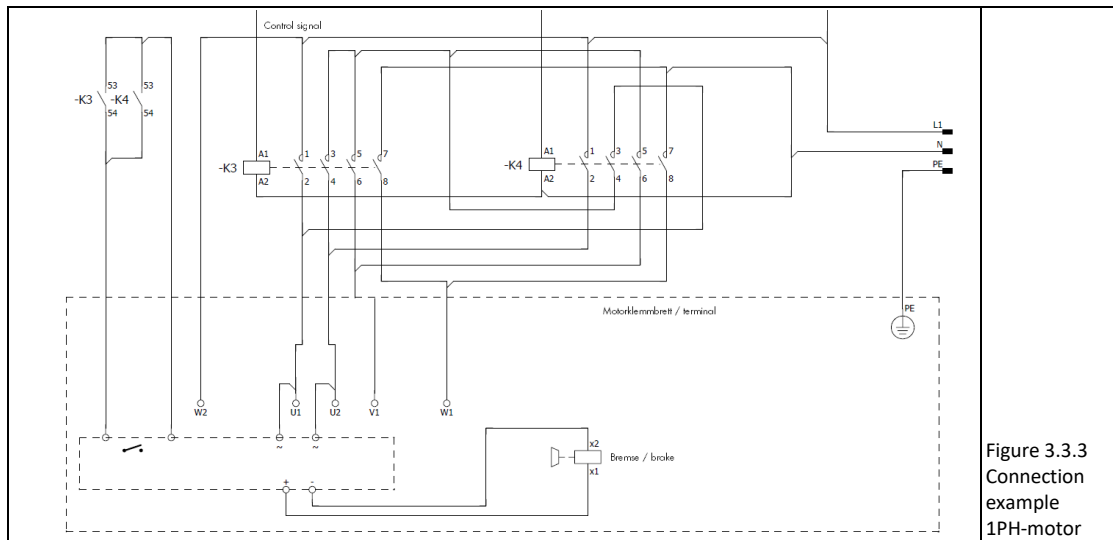 Control signal
53
53
-K3
-K4
54
54
L1
N
PE
A1
1
3
5
7
-K3
A2
2
4
6
8
A1
1
3
5
7
-K4
A2
2
4
6
8
Motorklemmbrett / terminal
PE
W2
U1
U2
V1
W1
~
~
x2
Bremse / brake
x1
+
-
Figure 3.3.3
Connection
example
1PH-motor